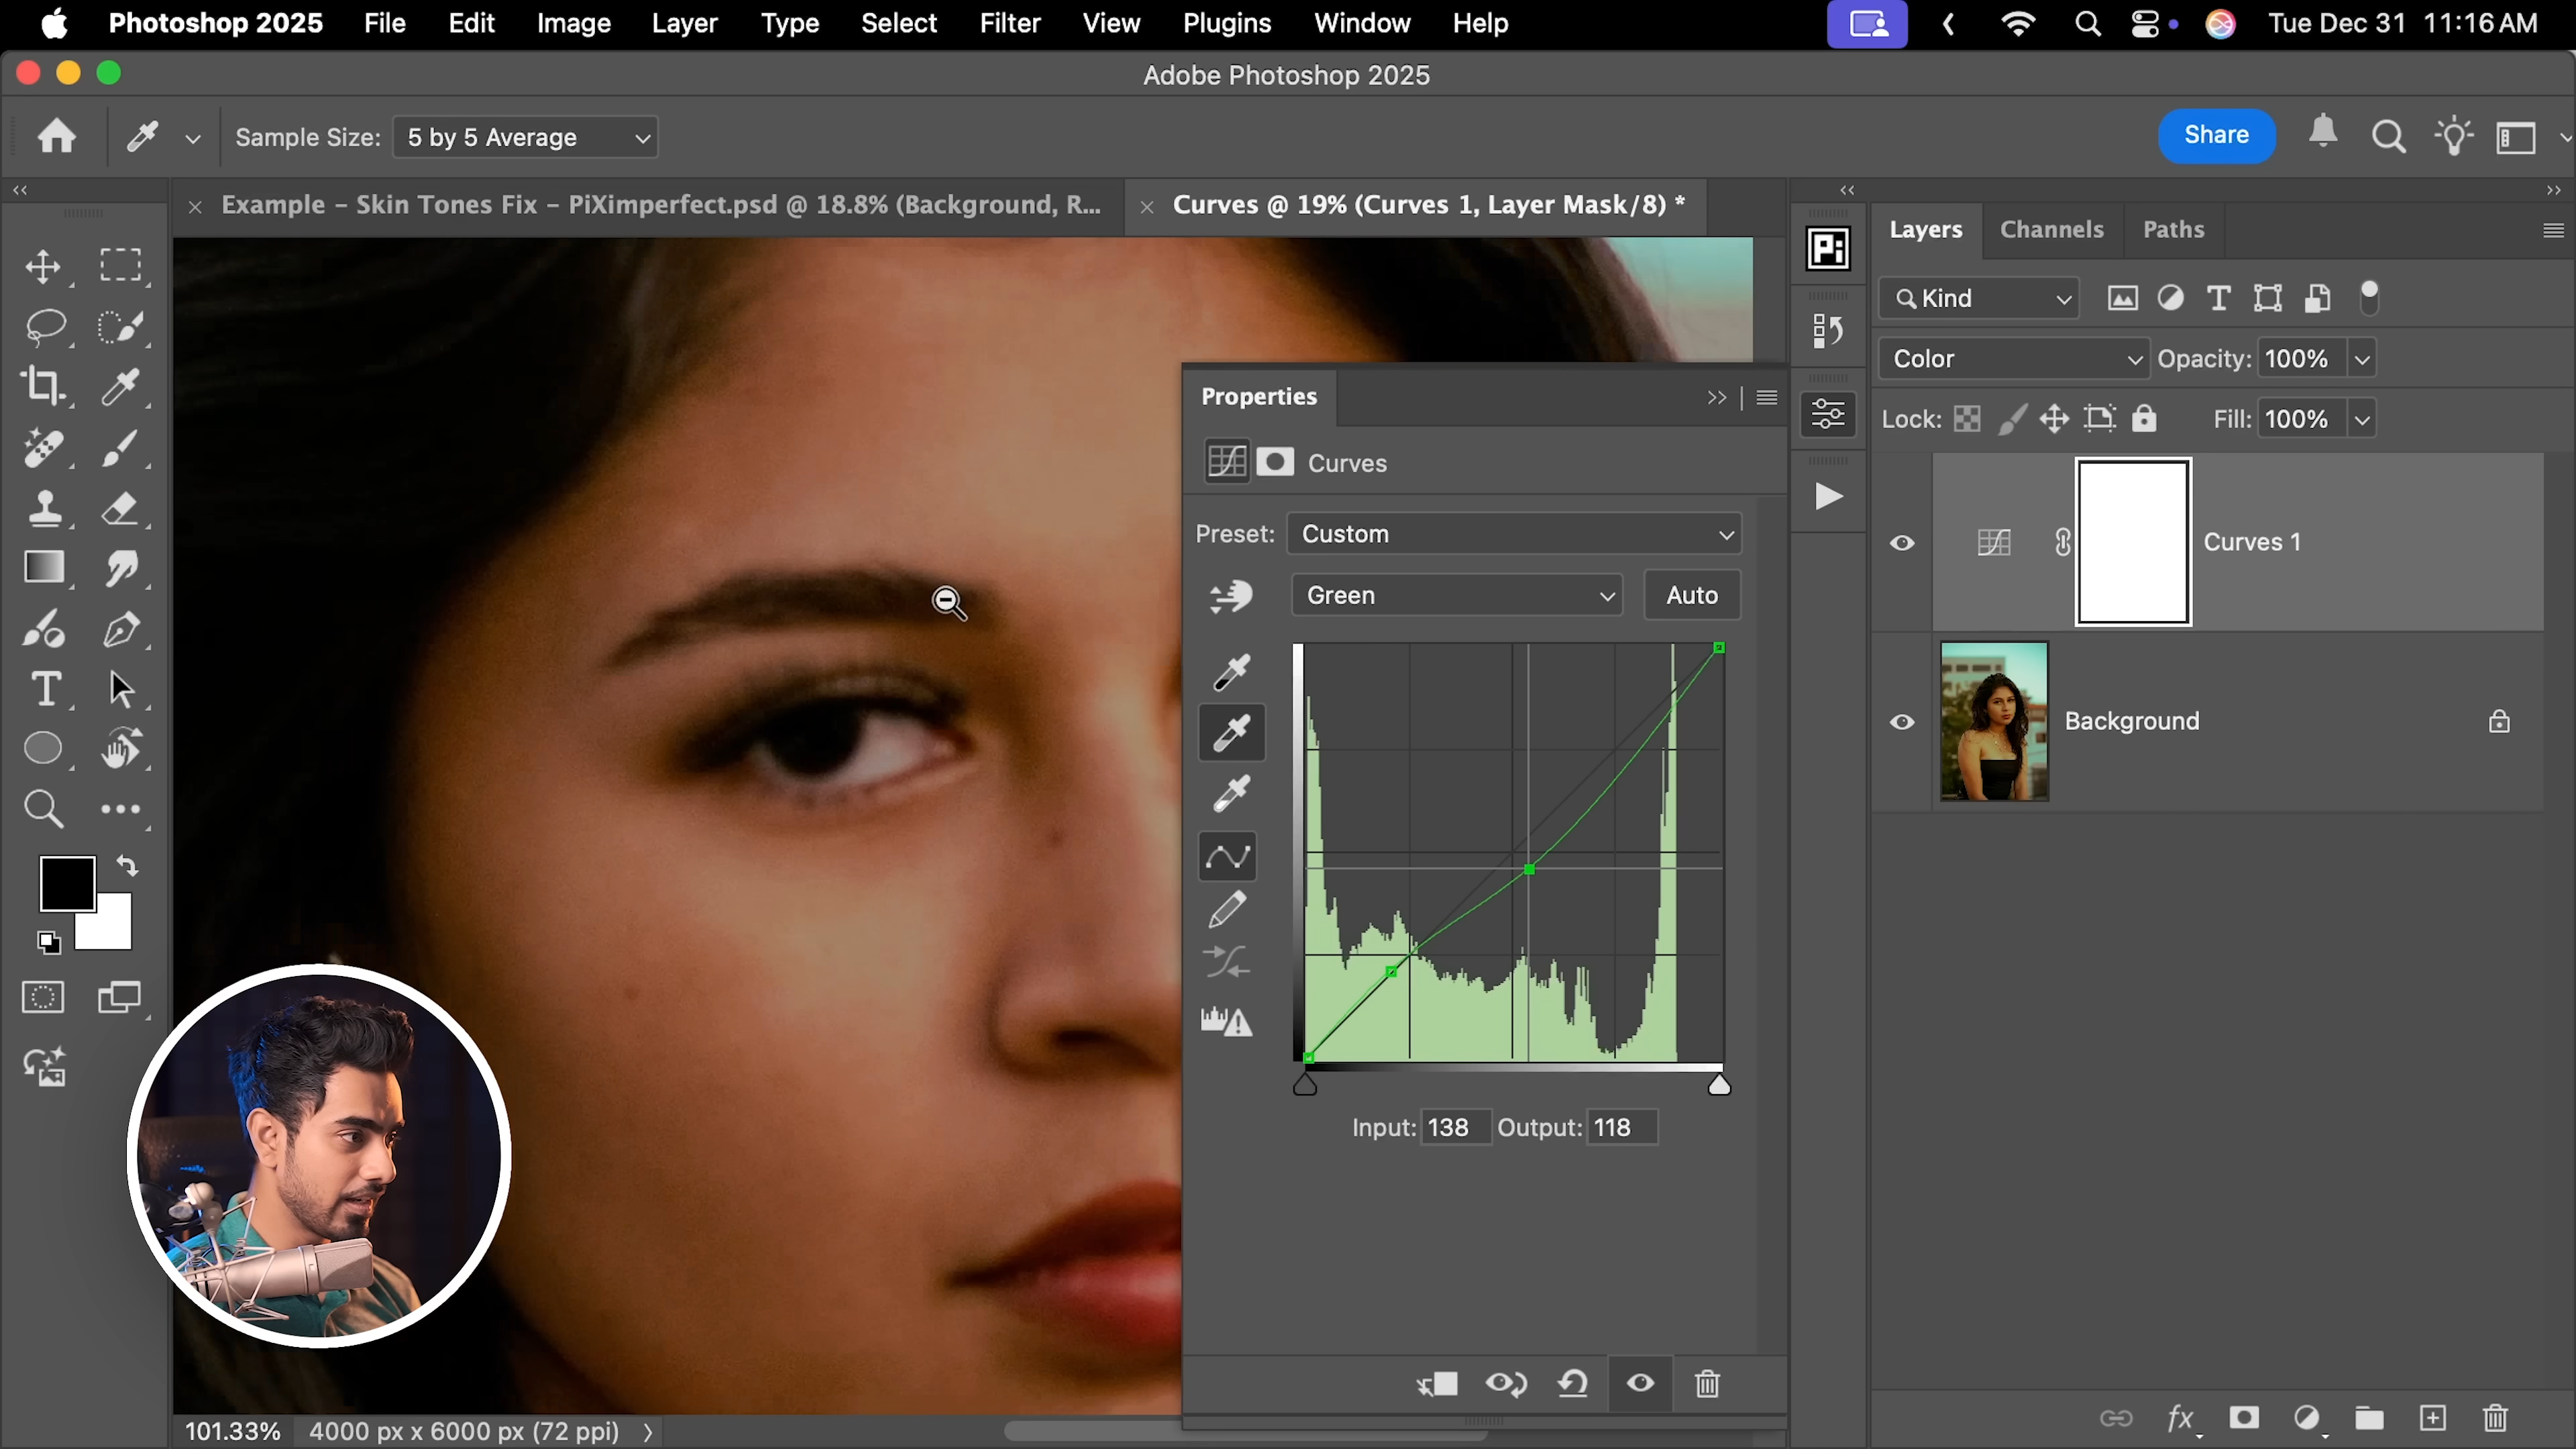 Photoshop 2025 File Edit Image Layer Type Select Filter View Plugins Window Help Tue Dec 31 11:16 AM
Adobe Photoshop 2025
Sample Size: 5 by 5 Average Share
Example – Skin Tones Fix – PiXimperfect.psd @ 18.8% (Background, R... Curves @ 19% (Curves 1, Layer Mask/8) *
Pi
Layers Channels Paths
Kind
Color Opacity: 100%
Lock: Fill: 100%
Curves 1
Background
Properties
Curves
Preset: Custom
Green Auto
Input: 138 Output: 118
101.33% 4000 px x 6000 px (72 ppi)
fx